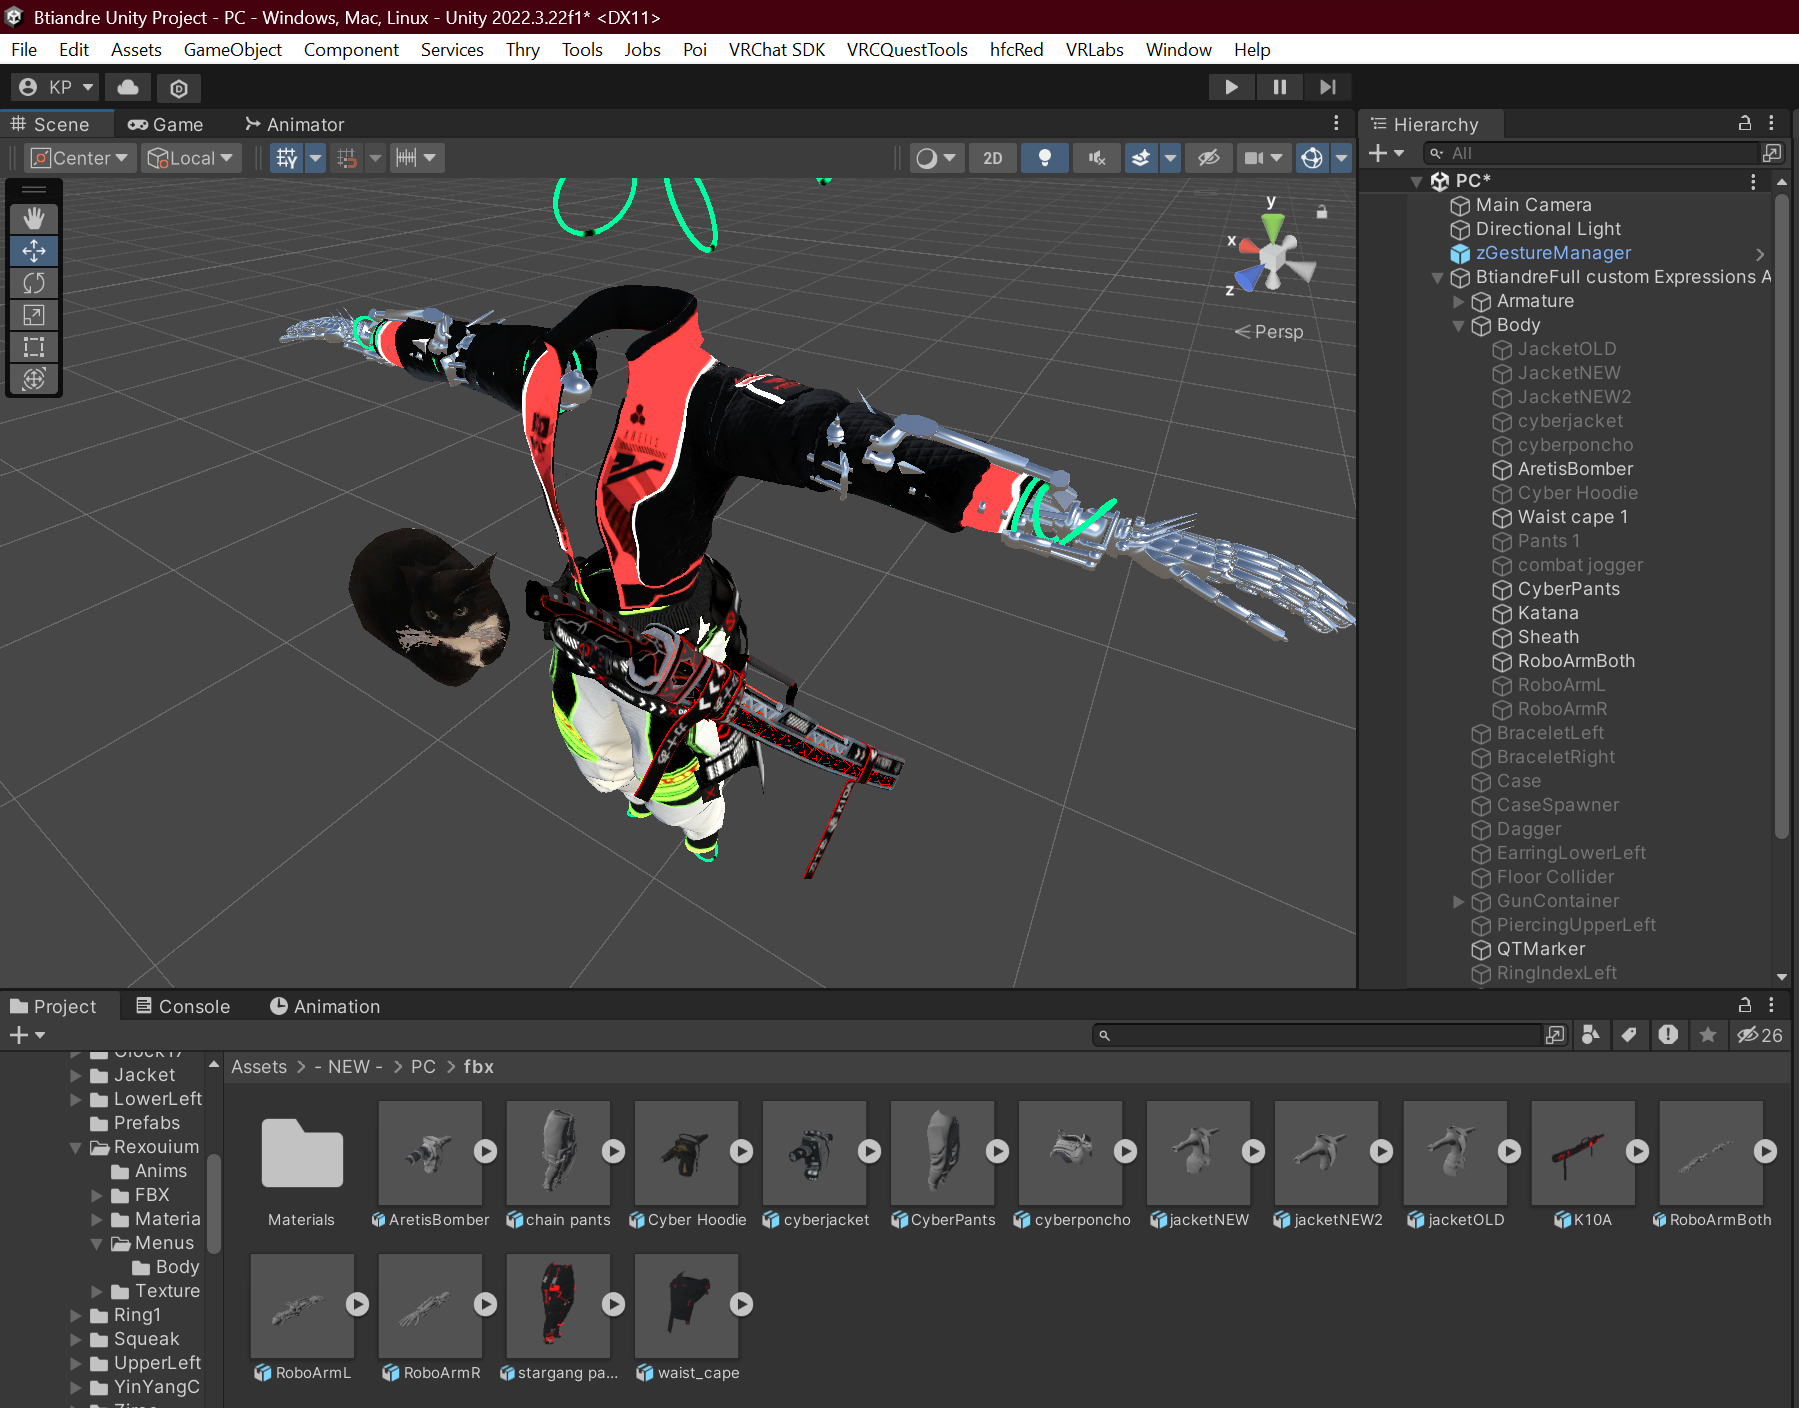 Btiandre Unity Project - PC - Windows, Mac, Linux - Unity 2022.3.22f1* <DX11>
File Edit Assets GameObject Component Services Thry Tools Jobs Poi VRChat SDK VRCQuestTools hfcRed VRLabs Window Help
KP
Scene Game Animator
Center Local 2D
y
x
z
Persp
Hierarchy
All
PC*
Main Camera
Directional Light
zGestureManager
BtiandreFull custom Expressions A
Armature
Body
JacketOLD
JacketNEW
JacketNEW2
cyberjacket
cyberponcho
AretisBomber
Cyber Hoodie
Waist cape 1
Pants 1
combat jogger
CyberPants
Katana
Sheath
RoboArmBoth
RoboArmL
RoboArmR
BraceletLeft
BraceletRight
Case
CaseSpawner
Dagger
EarringLowerLeft
Floor Collider
GunContainer
PiercingUpperLeft
QTMarker
RingIndexLeft
Project Console Animation
26
Jacket
LowerLeft
Prefabs
Rexouium
Anims
FBX
Materia
Menus
Body
Texture
Ring1
Squeak
UpperLeft
YinYangC
Assets > - NEW - > PC > fbx
Materials AretisBomber chain pants Cyber Hoodie cyberjacket CyberPants cyberponcho jacketNEW jacketNEW2 jacketOLD K10A RoboArmBoth
RoboArmL RoboArmR stargang pa... waist_cape